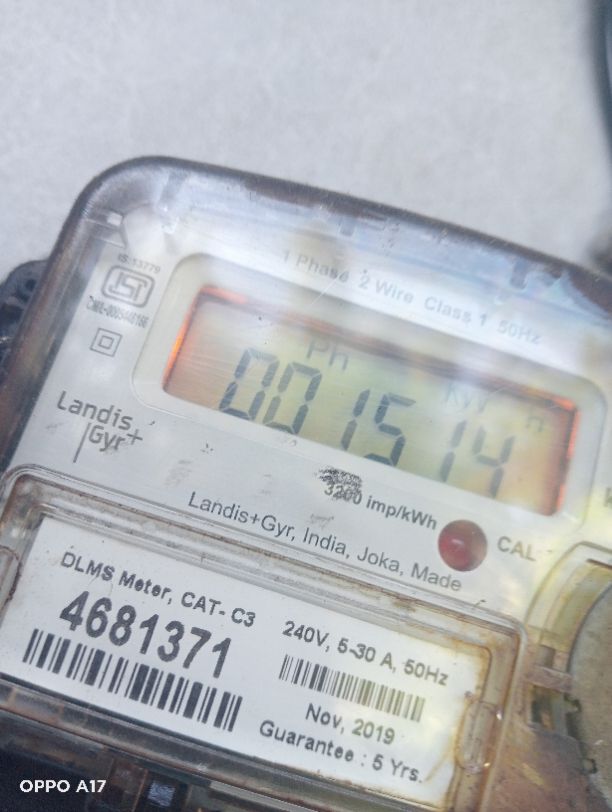 IS:13779
CM/L-0005446166
1 Phase 2 Wire Class 1 50Hz
Ph
001514
Landis
Gyr+
3200 imp/kWh
CAL
Landis+Gyr, India, Joka, Made
DLMS Meter, CAT- C3
4681371
240V, 5-30 A, 50Hz
Nov, 2019
Guarantee : 5 Yrs.
OPPO A17